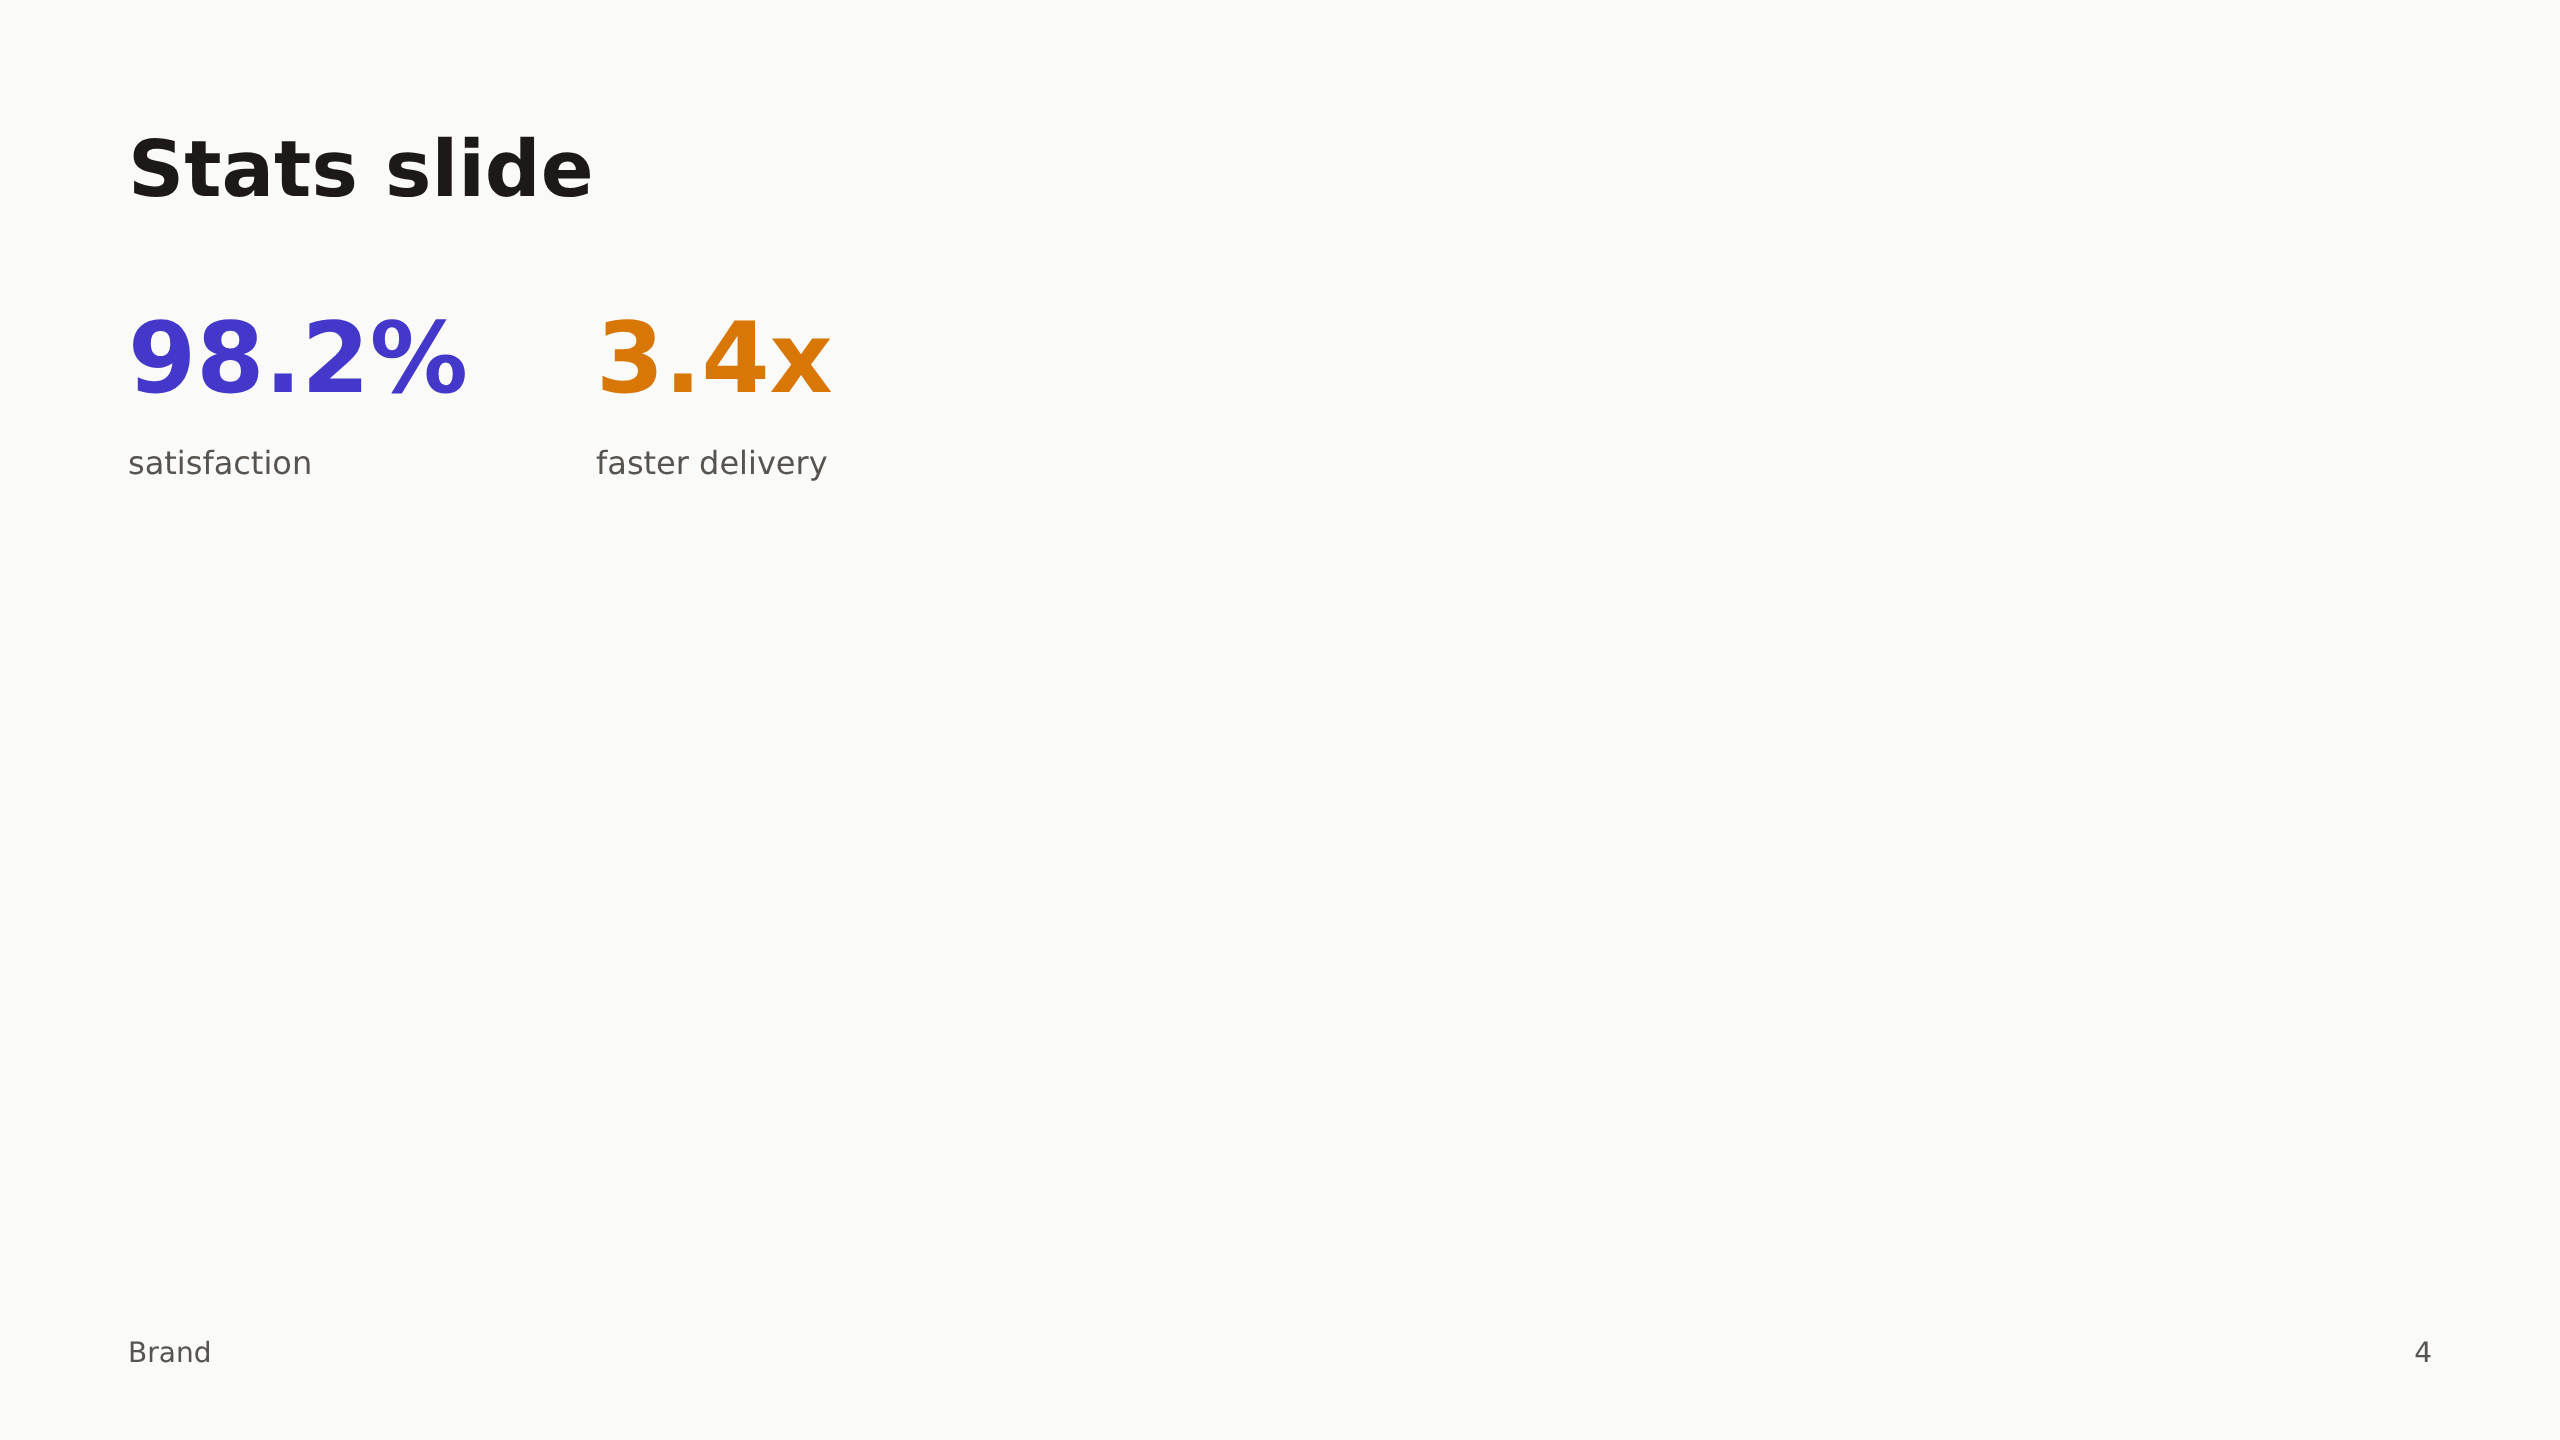 Stats slide
98.2% 3.4x
satisfaction faster delivery
Brand 4